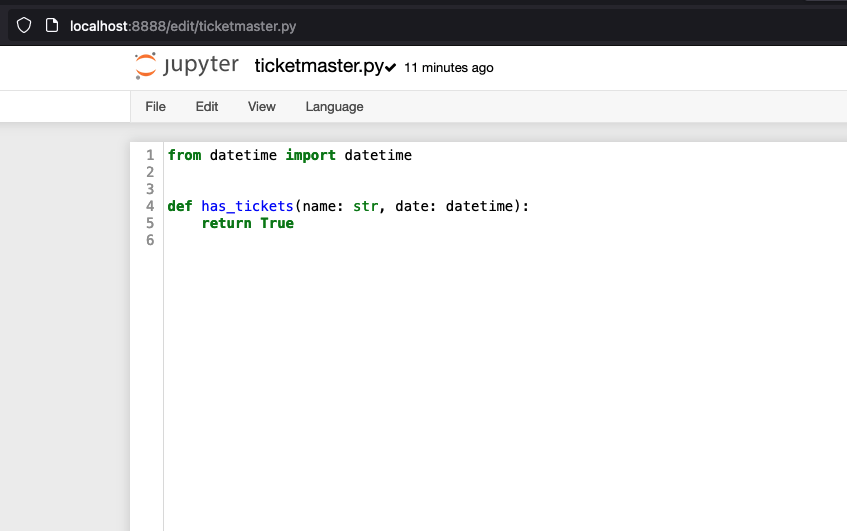 localhost:8888/edit/ticketmaster.py
jupyter ticketmaster.py✔ 11 minutes ago
File Edit View Language
1 from datetime import datetime
2
3
4 def has_tickets(name: str, date: datetime):
5     return True
6